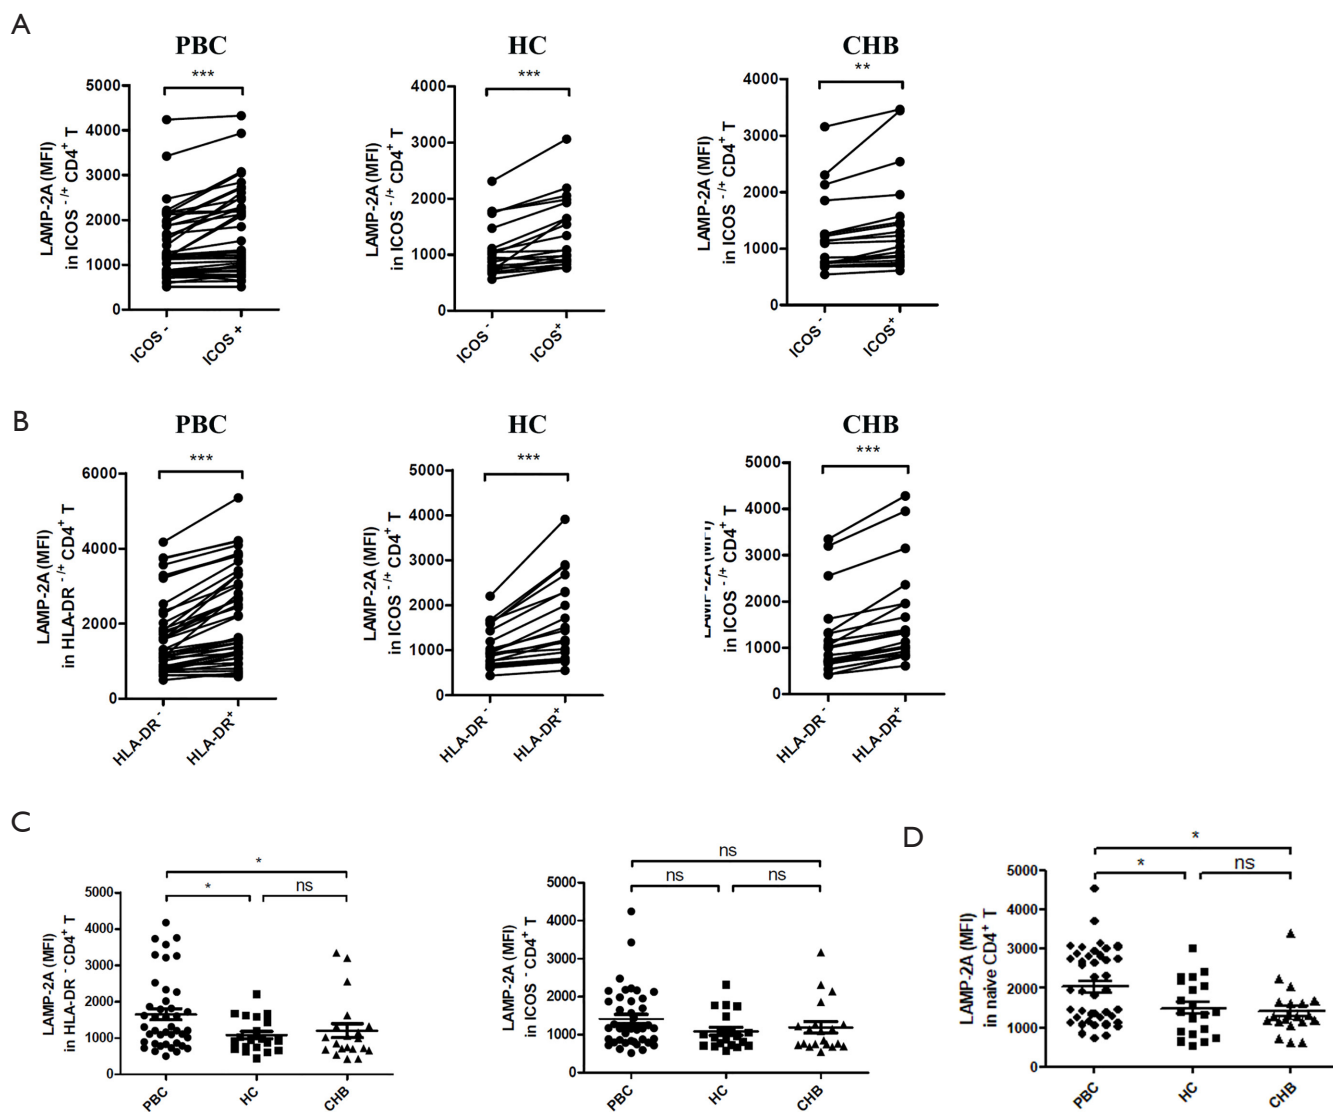 A
PBC
HC
CHB
***
***
**
LAMP-2A (MFI)
in ICOS -/+ CD4+ T
5000
4000
3000
2000
1000
0
ICOS -
ICOS +
LAMP-2A (MFI)
in ICOS -/+ CD4+ T
4000
3000
2000
1000
0
ICOS -
ICOS+
LAMP-2A (MFI)
in ICOS -/+ CD4+ T
4000
3000
2000
1000
0
ICOS -
ICOS+
B
PBC
HC
CHB
***
***
***
LAMP-2A (MFI)
in HLA-DR -/+ CD4+ T
6000
4000
2000
0
HLA-DR -
HLA-DR+
LAMP-2A (MFI)
in ICOS -/+ CD4+ T
5000
4000
3000
2000
1000
0
HLA-DR -
HLA-DR+
LAMP-2A (MFI)
in ICOS -/+ CD4+ T
5000
4000
3000
2000
1000
0
HLA-DR -
HLA-DR+
C
*
*
ns
LAMP-2A (MFI)
in HLA-DR - CD4+ T
5000
4000
3000
2000
1000
0
PBC
HC
CHB
ns
ns
ns
LAMP-2A (MFI)
in ICOS - CD4+ T
5000
4000
3000
2000
1000
0
PBC
HC
CHB
D
*
*
ns
LAMP-2A (MFI)
in naive CD4+ T
5000
4000
3000
2000
1000
0
PBC
HC
CHB